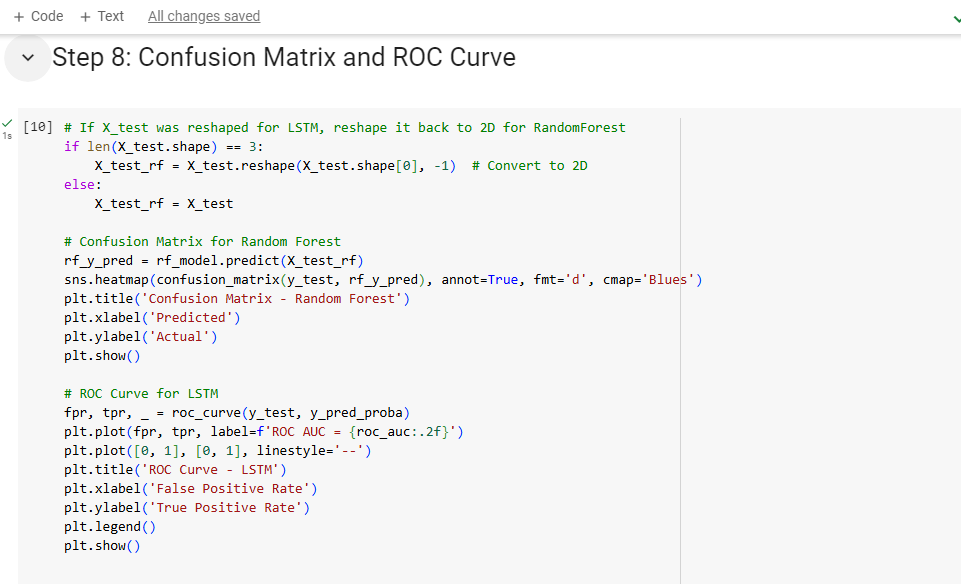 + Code + Text All changes saved
Step 8: Confusion Matrix and ROC Curve
[10] # If X_test was reshaped for LSTM, reshape it back to 2D for RandomForest
1s
if len(X_test.shape) == 3:
    X_test_rf = X_test.reshape(X_test.shape[0], -1)  # Convert to 2D
else:
    X_test_rf = X_test
# Confusion Matrix for Random Forest
rf_y_pred = rf_model.predict(X_test_rf)
sns.heatmap(confusion_matrix(y_test, rf_y_pred), annot=True, fmt='d', cmap='Blues')
plt.title('Confusion Matrix - Random Forest')
plt.xlabel('Predicted')
plt.ylabel('Actual')
plt.show()
# ROC Curve for LSTM
fpr, tpr, _ = roc_curve(y_test, y_pred_proba)
plt.plot(fpr, tpr, label=f'ROC AUC = {roc_auc:.2f}')
plt.plot([0, 1], [0, 1], linestyle='--')
plt.title('ROC Curve - LSTM')
plt.xlabel('False Positive Rate')
plt.ylabel('True Positive Rate')
plt.legend()
plt.show()